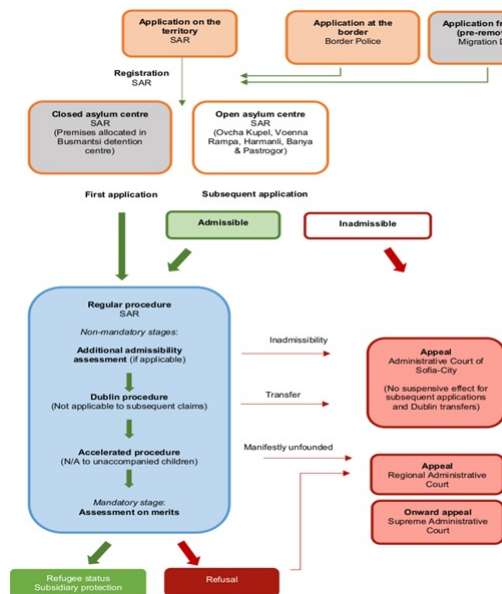 Application on the
territory
SAR
Application at the
border
Border Police
Application
(pre-remov
Migration D
Registration
SAR
Closed asylum centre
SAR
(Premises allocated in
Busmantsi detention
centre)
Open asylum centre
SAR
(Ovcha Kupel, Voenna
Rampa, Harmanli, Banya
& Pastrogor)
First application
Subsequent application
Admissible
Inadmissible
Regular procedure
SAR
Non-mandatory stages:
Additional admissibility
assessment (if applicable)
Dublin procedure
(Not applicable to subsequent claims)
Accelerated procedure
(N/A to unaccompanied children)
Mandatory stage:
Assessment on merits
Inadmissibility
Transfer
Manifestly unfounded
Appeal
Administrative Court of
Sofia-City
(No suspensive effect for
subsequent applications
and Dublin transfers)
Appeal
Regional Administrative
Court
Onward appeal
Supreme Administrative
Court
Refugee status
Subsidiary protection
Refusal